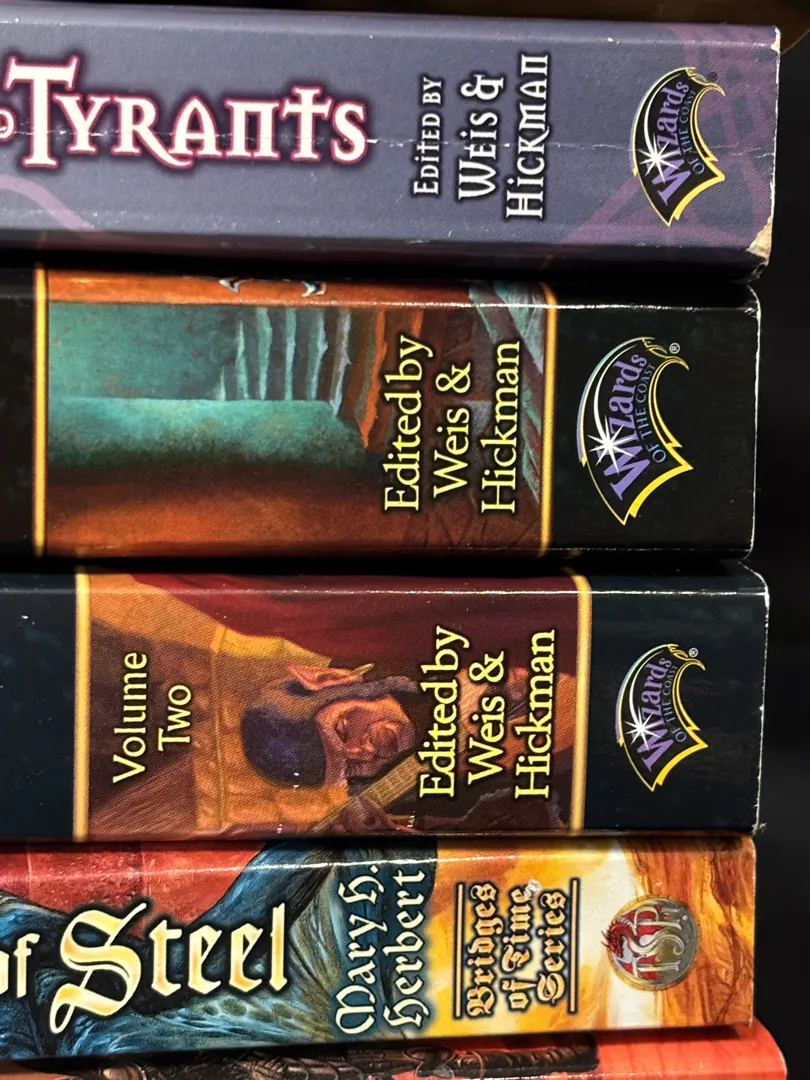 TYRANTS
EDITED BY
WEIS &
HICKMAN
WIZARDS
OF THE COAST
Edited by
Weis &
Hickman
WIZARDS
OF THE COAST
®
Volume
Two
Edited by
Weis &
Hickman
WIZARDS
OF THE COAST
®
of Steel
Mary H.
Herbert
Bridges
of Time
Series
TSR